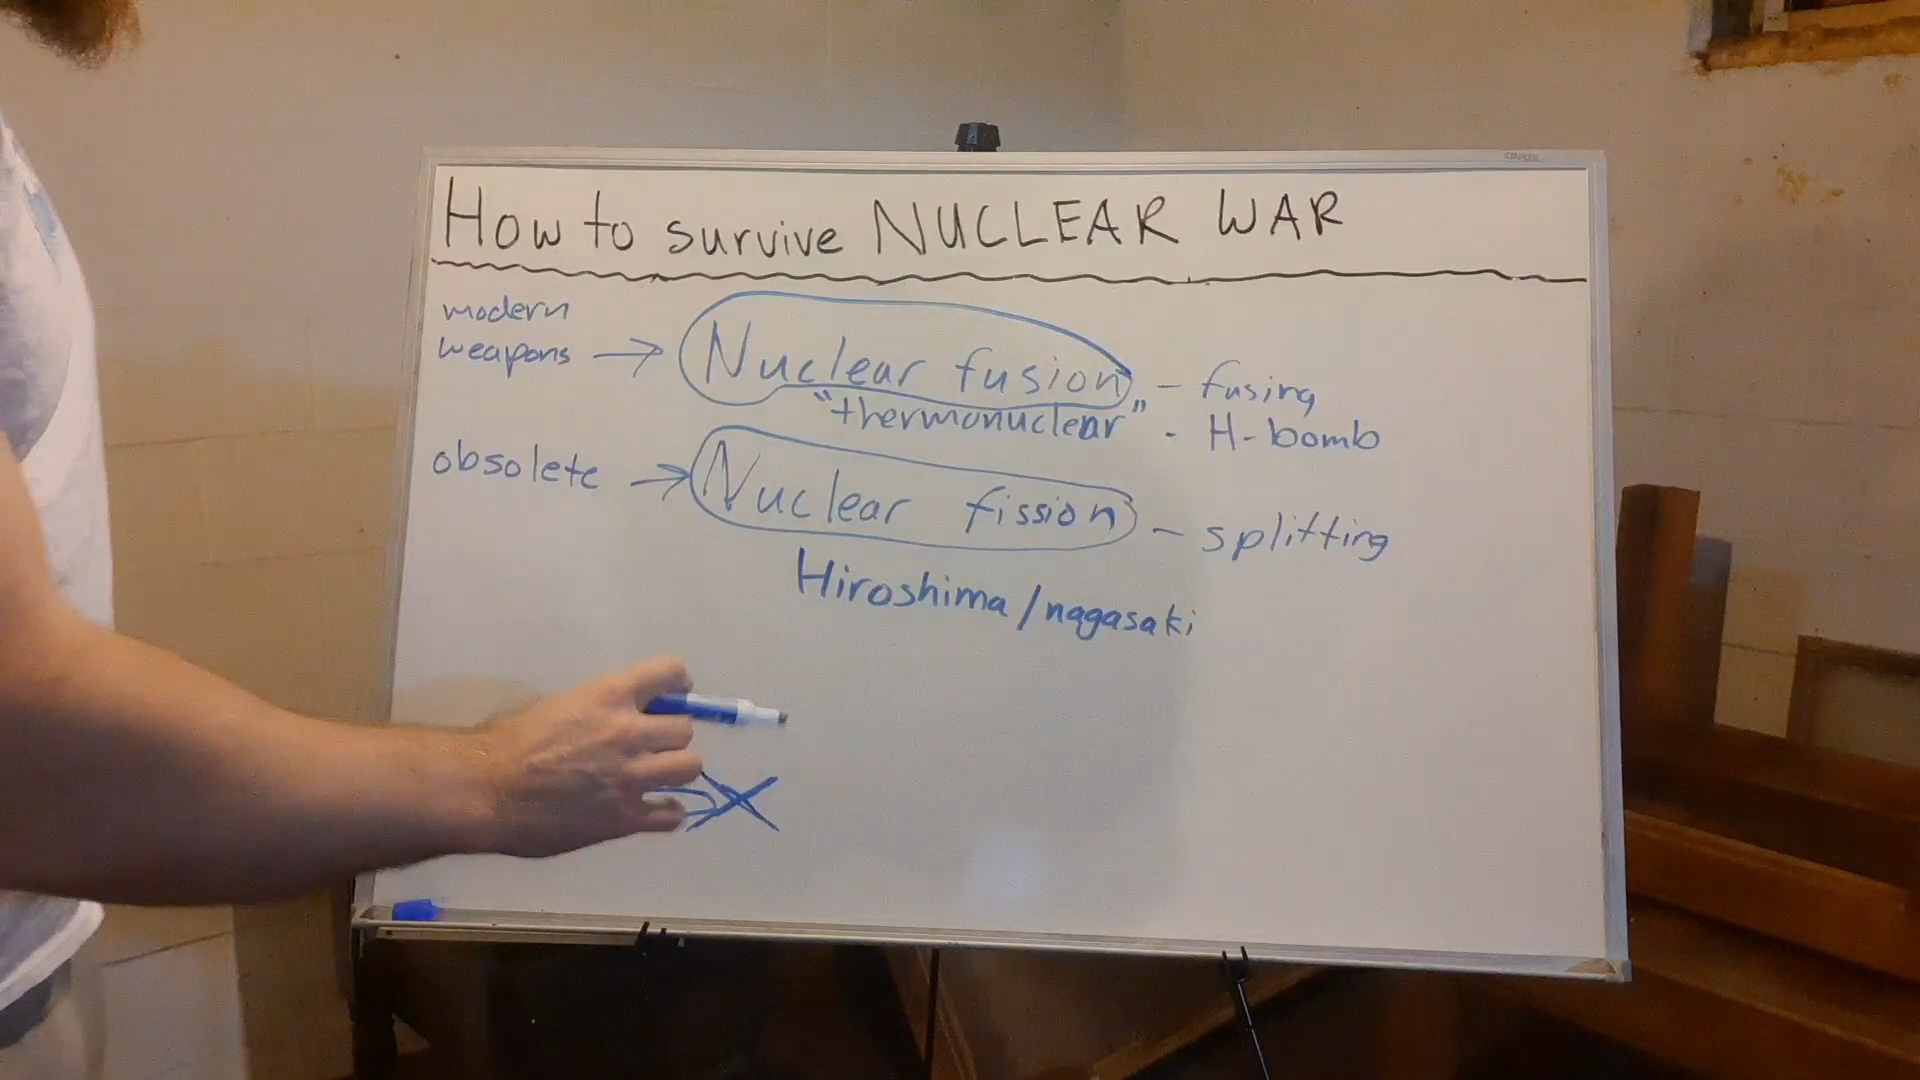 How to survive NUCLEAR WAR
modern
weapons → Nuclear fusion - fusing
"thermonuclear" - H-bomb
obsolete → Nuclear fission - splitting
Hiroshima/nagasaki